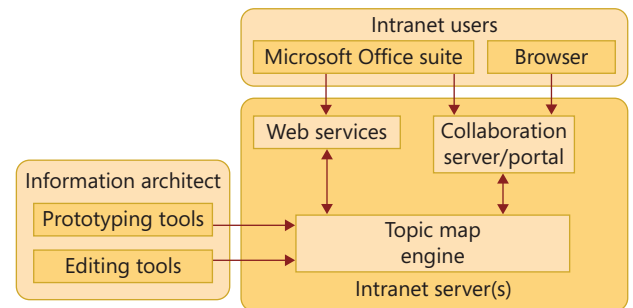 Intranet users
Microsoft Office suite
Browser
Web services
Collaboration
server/portal
Information architect
Prototyping tools
Editing tools
Topic map
engine
Intranet server(s)